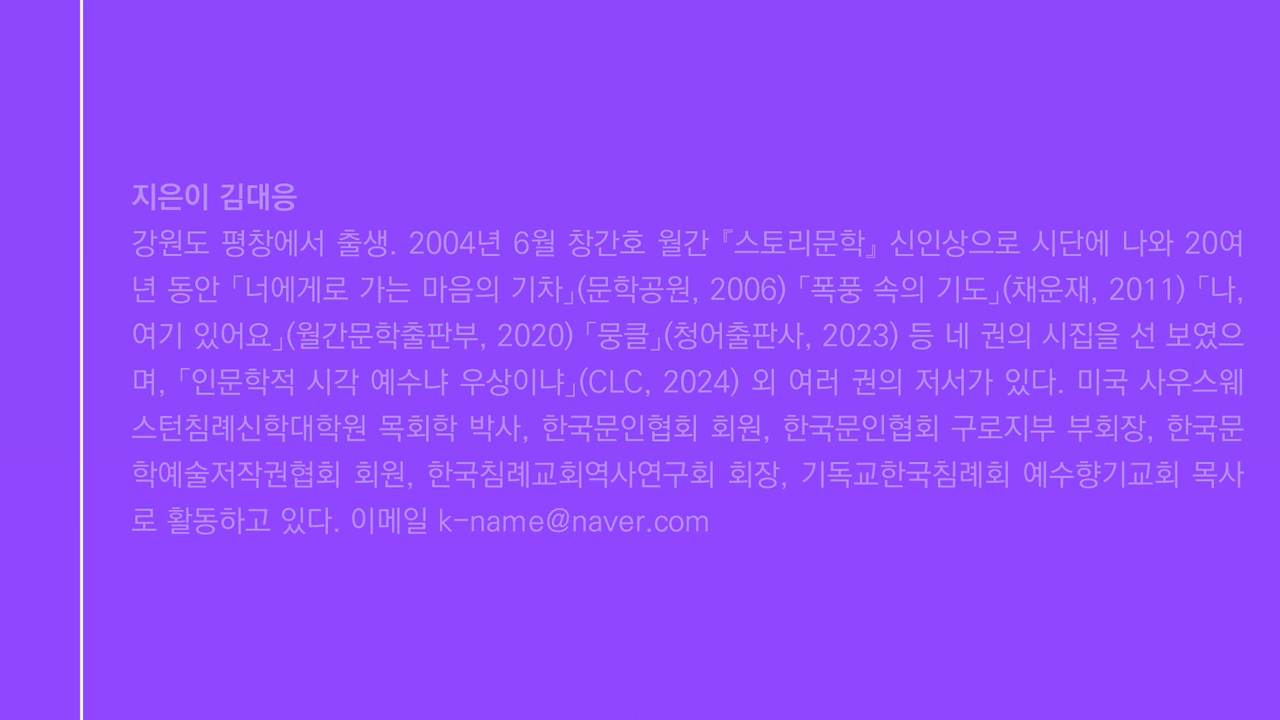 지은이 김대응
강원도 평창에서 출생. 2004년 6월 창간호 월간 『스토리문학』 신인상으로 시단에 나와 20여
년 동안 「너에게로 가는 마음의 기차」(문학공원, 2006) 「폭풍 속의 기도」(채운재, 2011) 「나,
여기 있어요」(월간문학출판부, 2020) 「뭉클」(청어출판사, 2023) 등 네 권의 시집을 선 보였으
며, 「인문학적 시각 예수냐 우상이냐」(CLC, 2024) 외 여러 권의 저서가 있다. 미국 사우스웨
스턴침례신학대학원 목회학 박사, 한국문인협회 회원, 한국문인협회 구로지부 부회장, 한국문
학예술저작권협회 회원, 한국침례교회역사연구회 회장, 기독교한국침례회 예수향기교회 목사
로 활동하고 있다. 이메일 k-name@naver.com